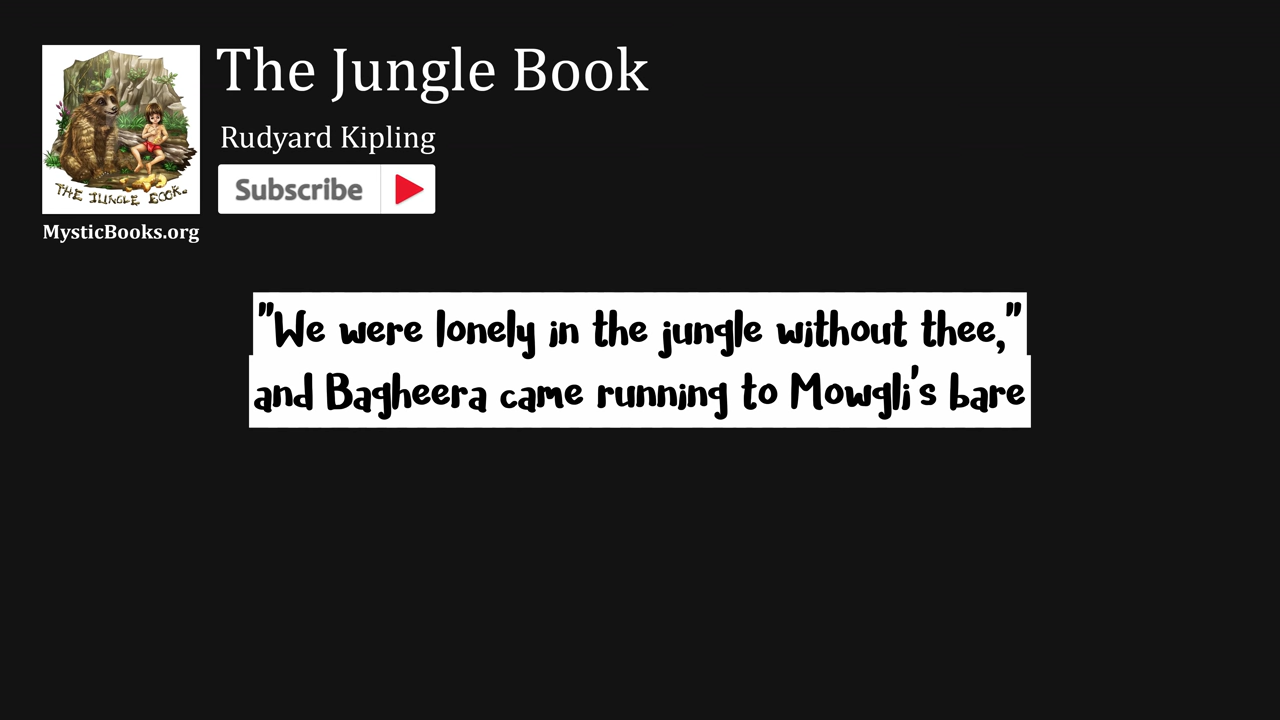 The Jungle Book
Rudyard Kipling
Subscribe
THE JUNGLE BOOK.
MysticBooks.org
"We were lonely in the jungle without thee,"
and Bagheera came running to Mowgli's bare